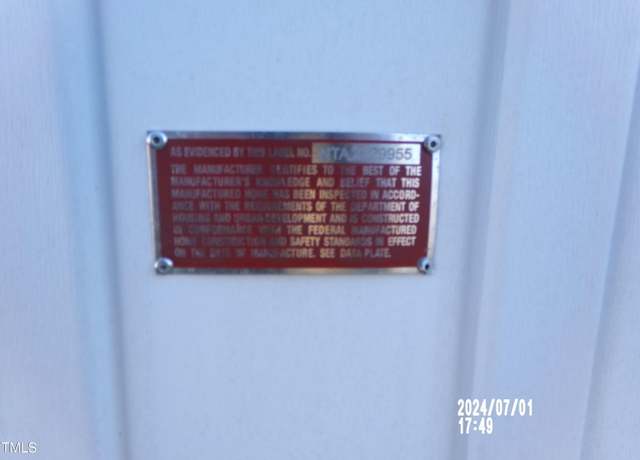 AS EVIDENCED BY THIS LABEL NO. 
THE MANUFACTURER CERTIFIES TO THE BEST OF THE
MANUFACTURER'S KNOWLEDGE AND BELIEF THAT THIS
MANUFACTURED HOME HAS BEEN INSPECTED IN ACCORD-
ANCE WITH THE REQUIREMENTS OF THE DEPARTMENT OF
HOUSING AND URBAN DEVELOPMENT AND IS CONSTRUCTED
IN CONFORMANCE WITH THE FEDERAL MANUFACTURED
HOME CONSTRUCTION AND SAFETY STANDARDS IN EFFECT
ON THE DATE OF MANUFACTURE. SEE DATA PLATE.
2024/07/01
17:49
TMLS